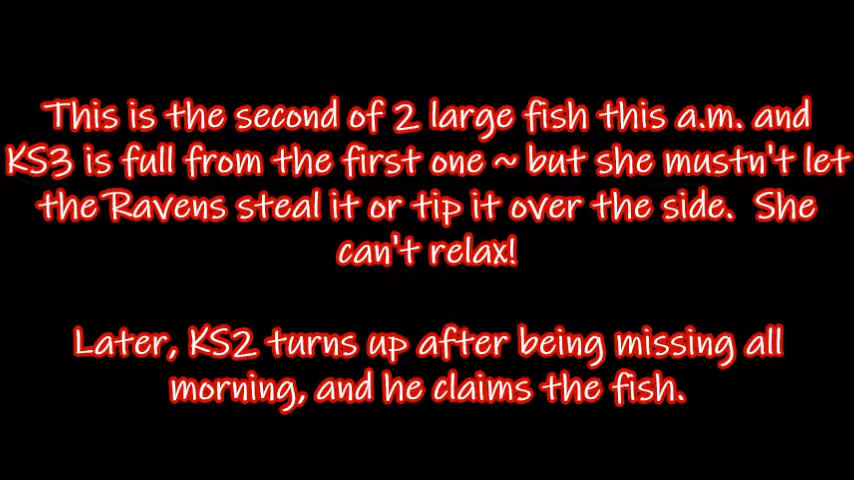 This is the second of 2 large fish this a.m. and
KS3 is full from the first one ~ but she mustn't let
the Ravens steal it or tip it over the side.  She
can't relax!
Later, KS2 turns up after being missing all
morning, and he claims the fish.